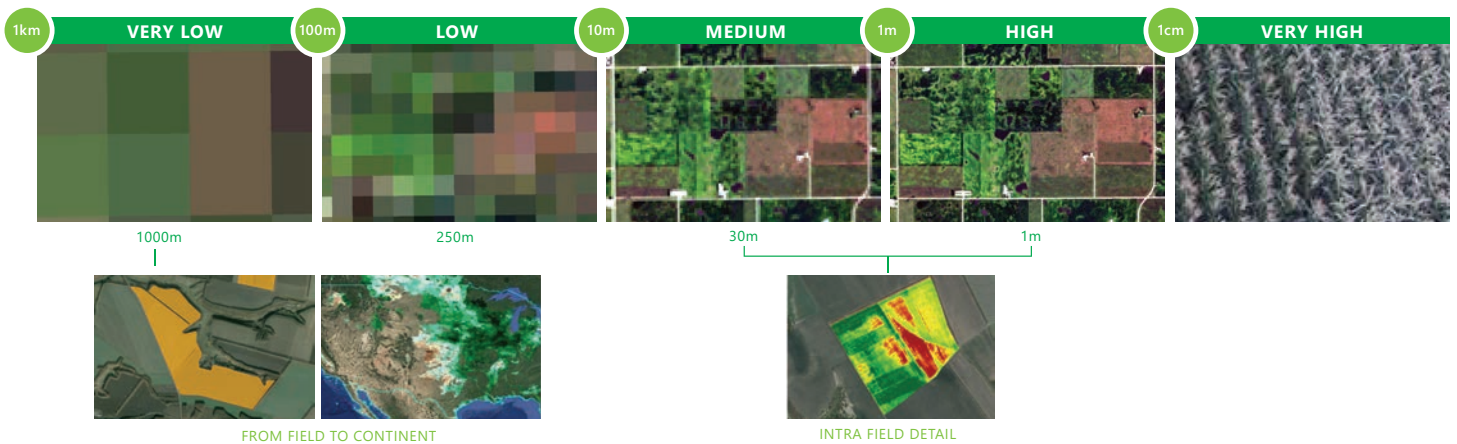 1km VERY LOW 100m LOW 10m MEDIUM 1m HIGH 1cm VERY HIGH
1000m 250m 30m 1m
FROM FIELD TO CONTINENT INTRA FIELD DETAIL